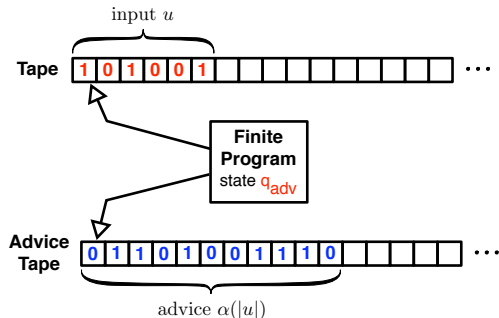 input u
Tape 1 0 1 0 0 1 ...
Finite
Program
state q_adv
Advice
Tape
0 1 1 0 1 0 0 1 1 1 0 ...
advice α(|u|)